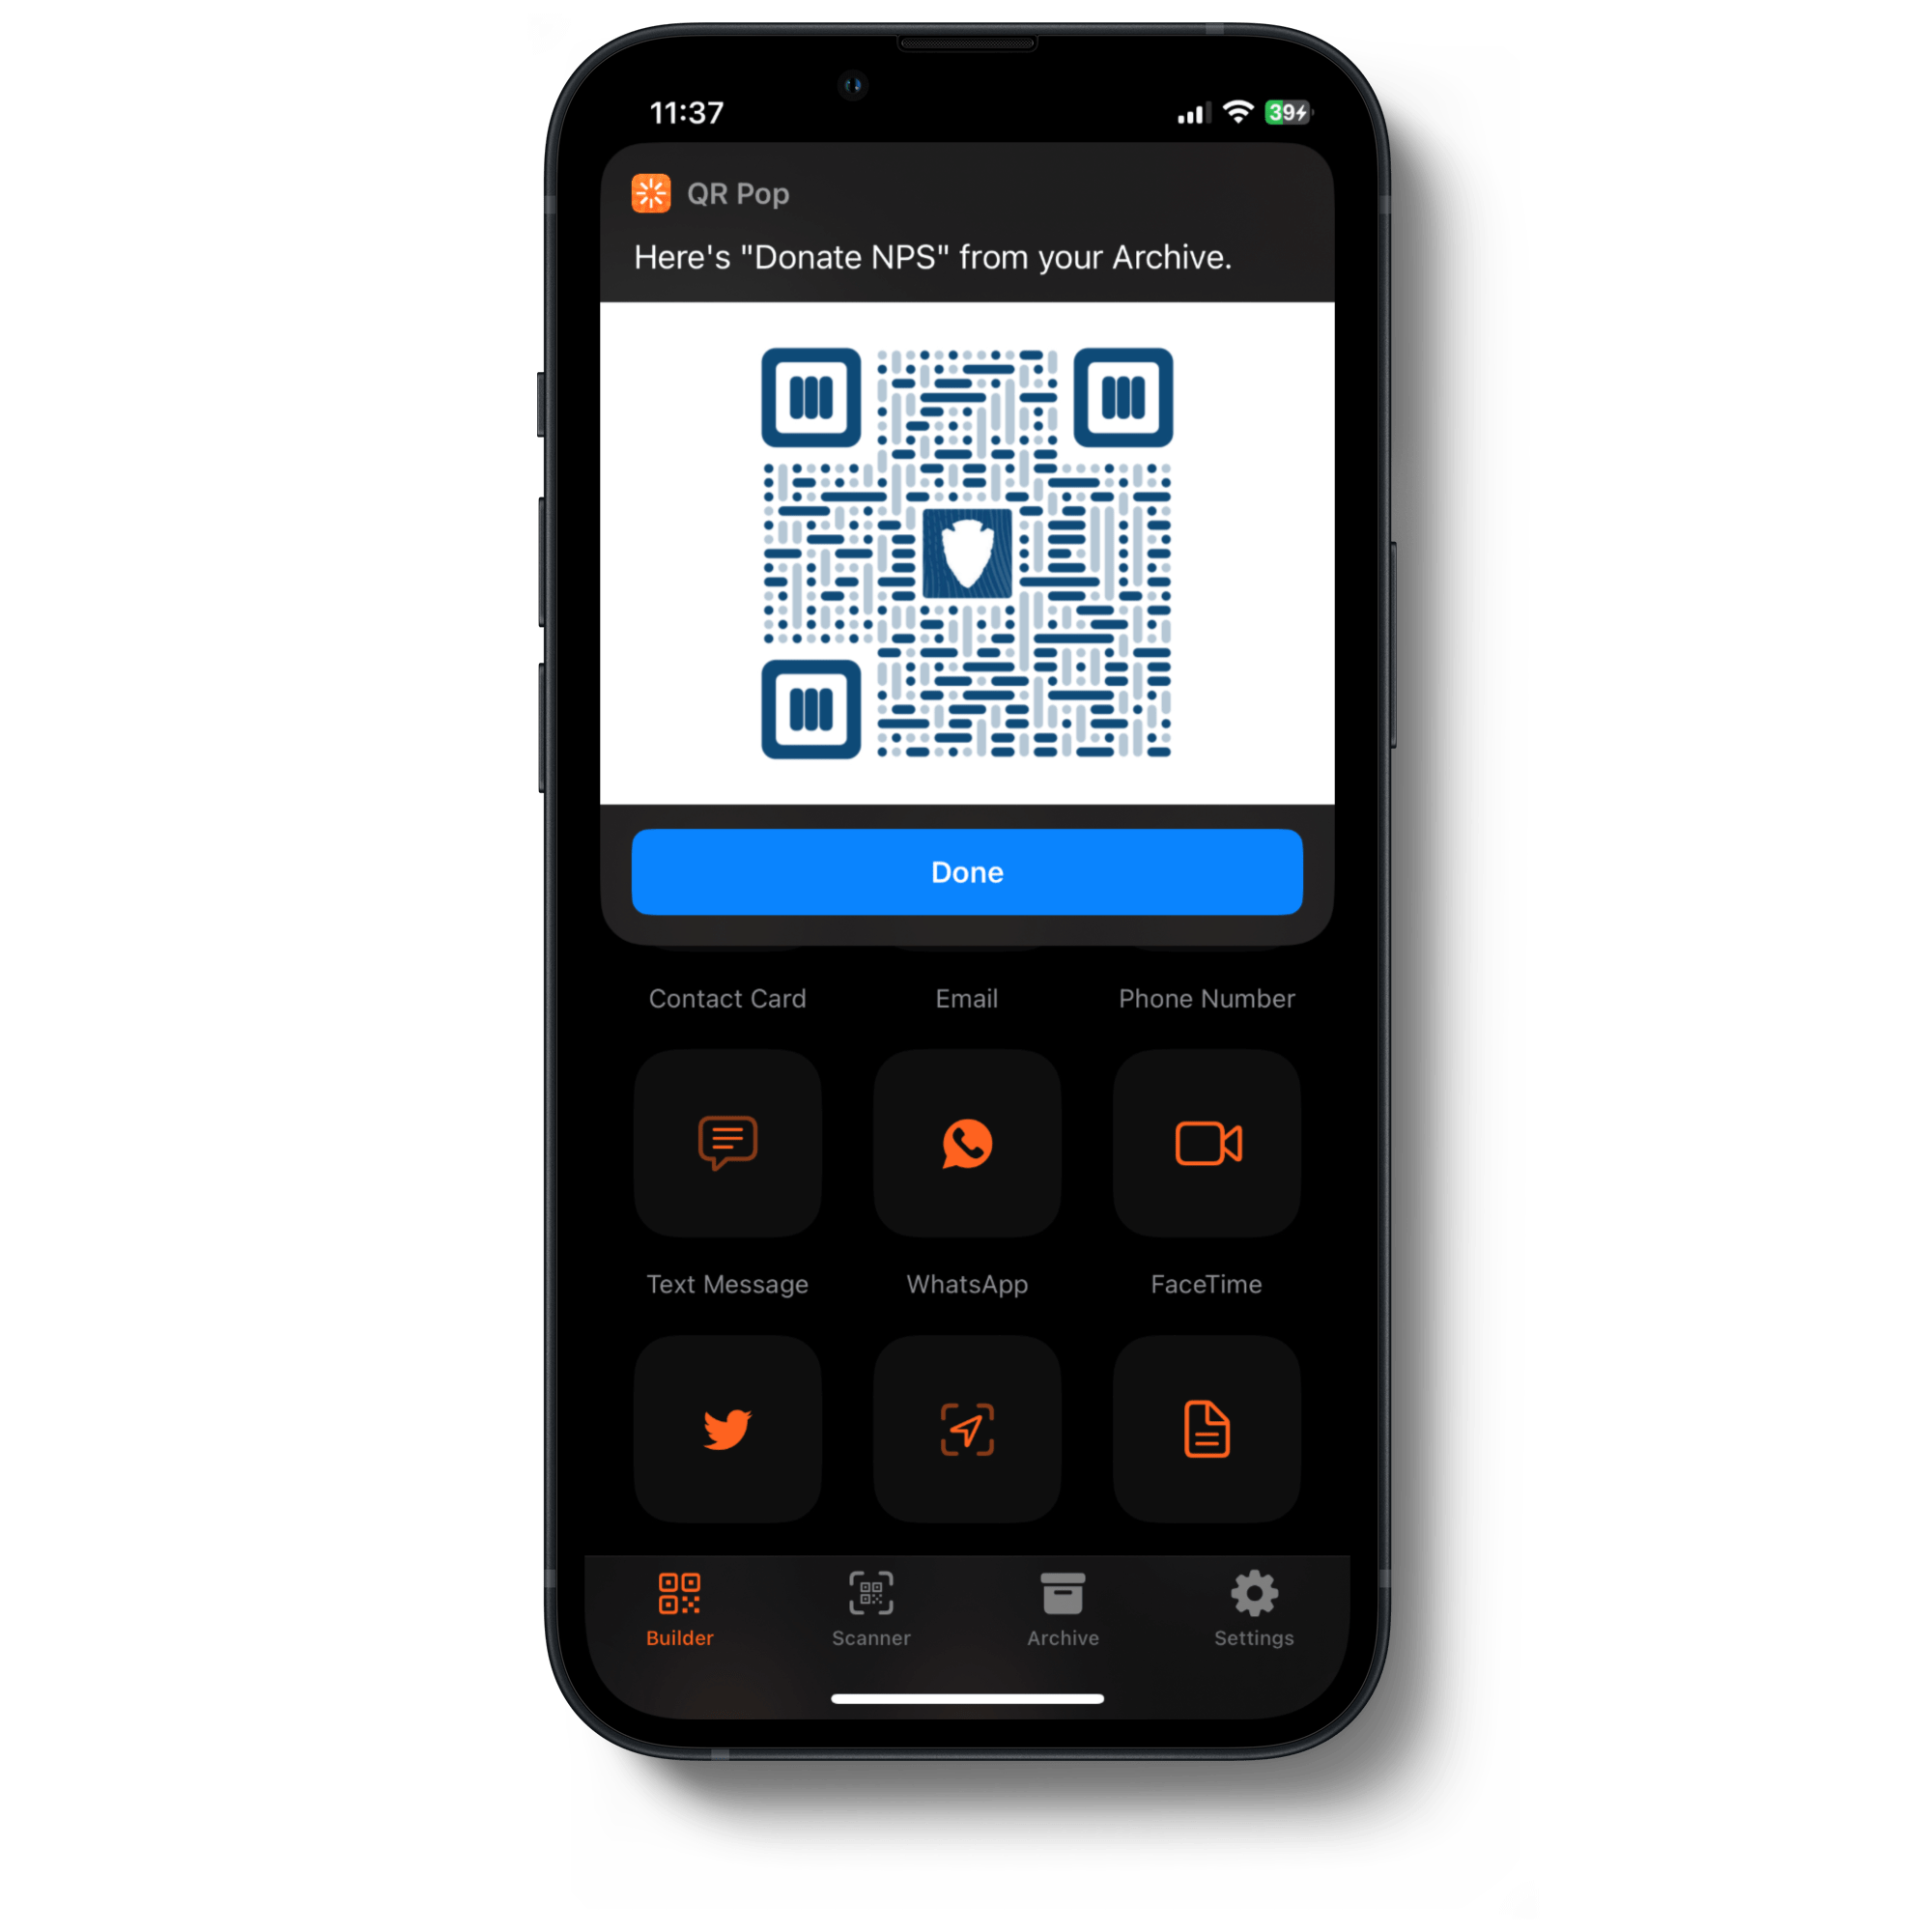 11:37
39
QR Pop
Here's "Donate NPS" from your Archive.
Done
Contact Card
Email
Phone Number
Text Message
WhatsApp
FaceTime
Builder
Scanner
Archive
Settings